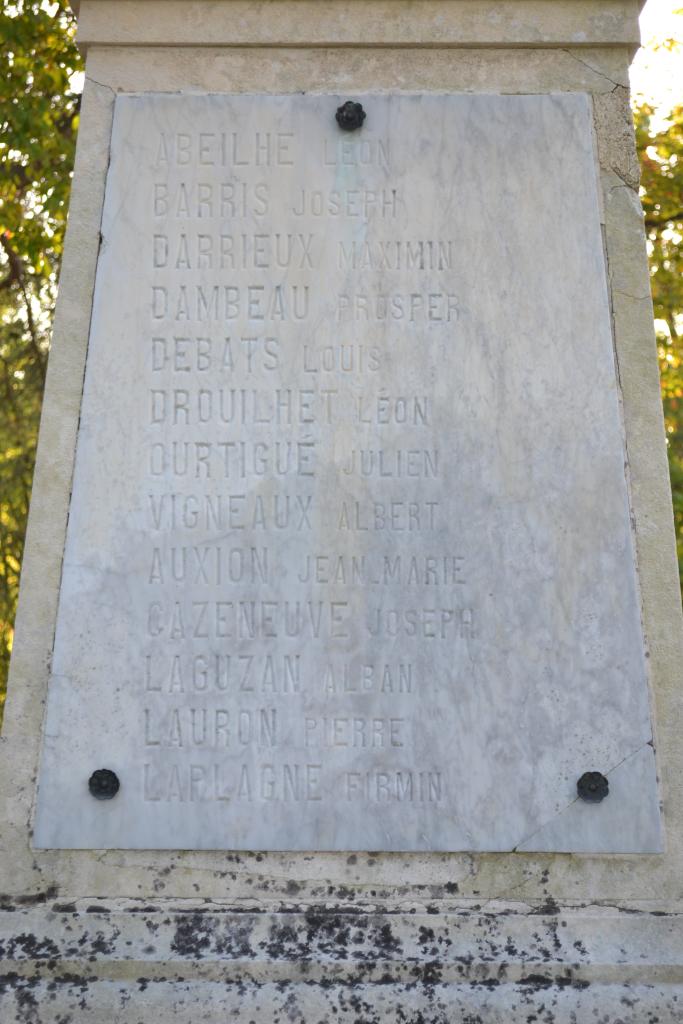 ABEILHE LÉON
BARRIS JOSEPH
DARRIEUX MAXIMIN
DAMBEAU PROSPER
DEBATS LOUIS
DROUILHET LÉON
OURTIGUÉ JULIEN
VIGNEAUX ALBERT
AUXION JEAN-MARIE
CAZENEUVE JOSEPH
LAGUZAN ALBAN
LAURON PIERRE
LAPLAGNE FIRMIN